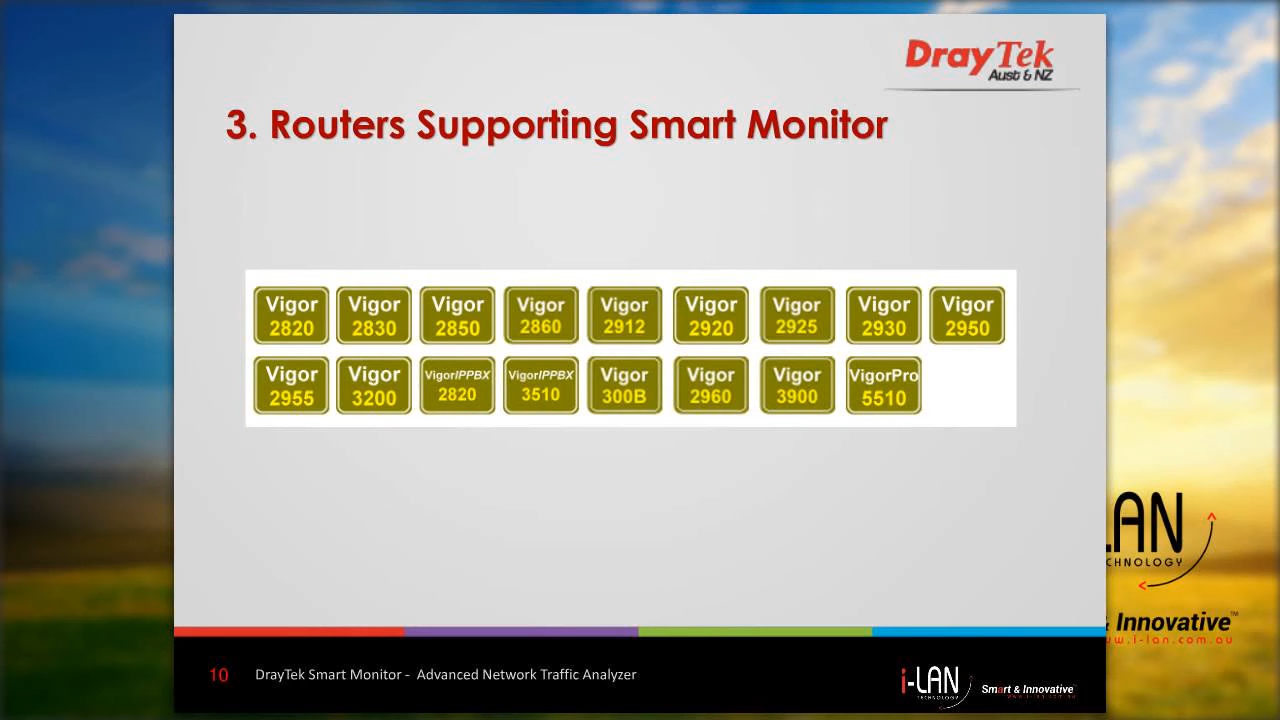 DrayTek
Aust & NZ
3. Routers Supporting Smart Monitor
Vigor 2820
Vigor 2830
Vigor 2850
Vigor 2860
Vigor 2912
Vigor 2920
Vigor 2925
Vigor 2930
Vigor 2950
Vigor 2955
Vigor 3200
VigorIPPBX 2820
VigorIPPBX 3510
Vigor 300B
Vigor 2960
Vigor 3900
VigorPro 5510
LAN
CHNOLOGY
& Innovative™
www.i-lan.com.au
10 DrayTek Smart Monitor - Advanced Network Traffic Analyzer
i-LAN
TECHNOLOGY
Smart & Innovative